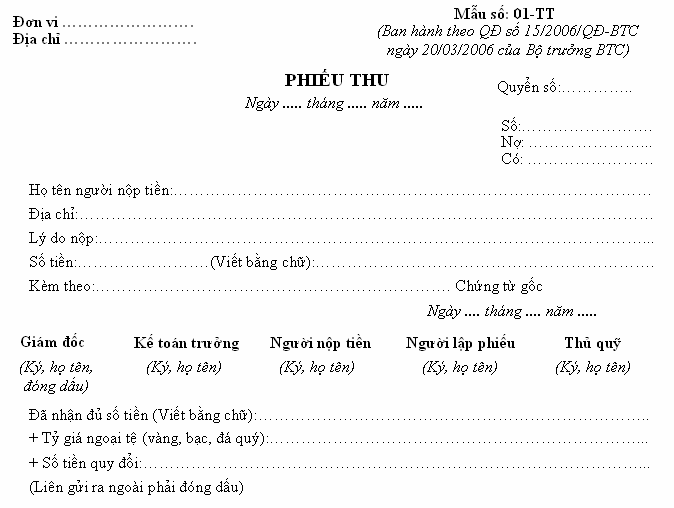 Đơn vị …………………….
Địa chỉ …………………….
Mẫu số: 01-TT
(Ban hành theo QĐ số 15/2006/QĐ-BTC
ngày 20/03/2006 của Bộ trưởng BTC)
PHIẾU THU
Ngày ..... tháng ..... năm .....
Quyển số:…………..
Số:…………………….
Nợ: …………………...
Có: …………………….
Họ tên người nộp tiền:…………………………………………………………………………
Địa chỉ:……………………………………………………………………………………….
Lý do nộp:……………………………………………………………………………………...
Số tiền:…………………….(Viết bằng chữ):……………………………………………………
Kèm theo:……………………………………………………… Chứng từ gốc
Ngày .... tháng .... năm .....
Giám đốc Kế toán trưởng Người nộp tiền Người lập phiếu Thủ quỹ
(Ký, họ tên, (Ký, họ tên) (Ký, họ tên) (Ký, họ tên) (Ký, họ tên)
đóng dấu)
Đã nhận đủ số tiền (Viết bằng chữ):…………………………………………………………..
+ Tỷ giá ngoại tệ (vàng, bạc, đá quý):………………………………………………………...
+ Số tiền quy đổi:……………………………………………………………………………...
(Liên gửi ra ngoài phải đóng dấu)